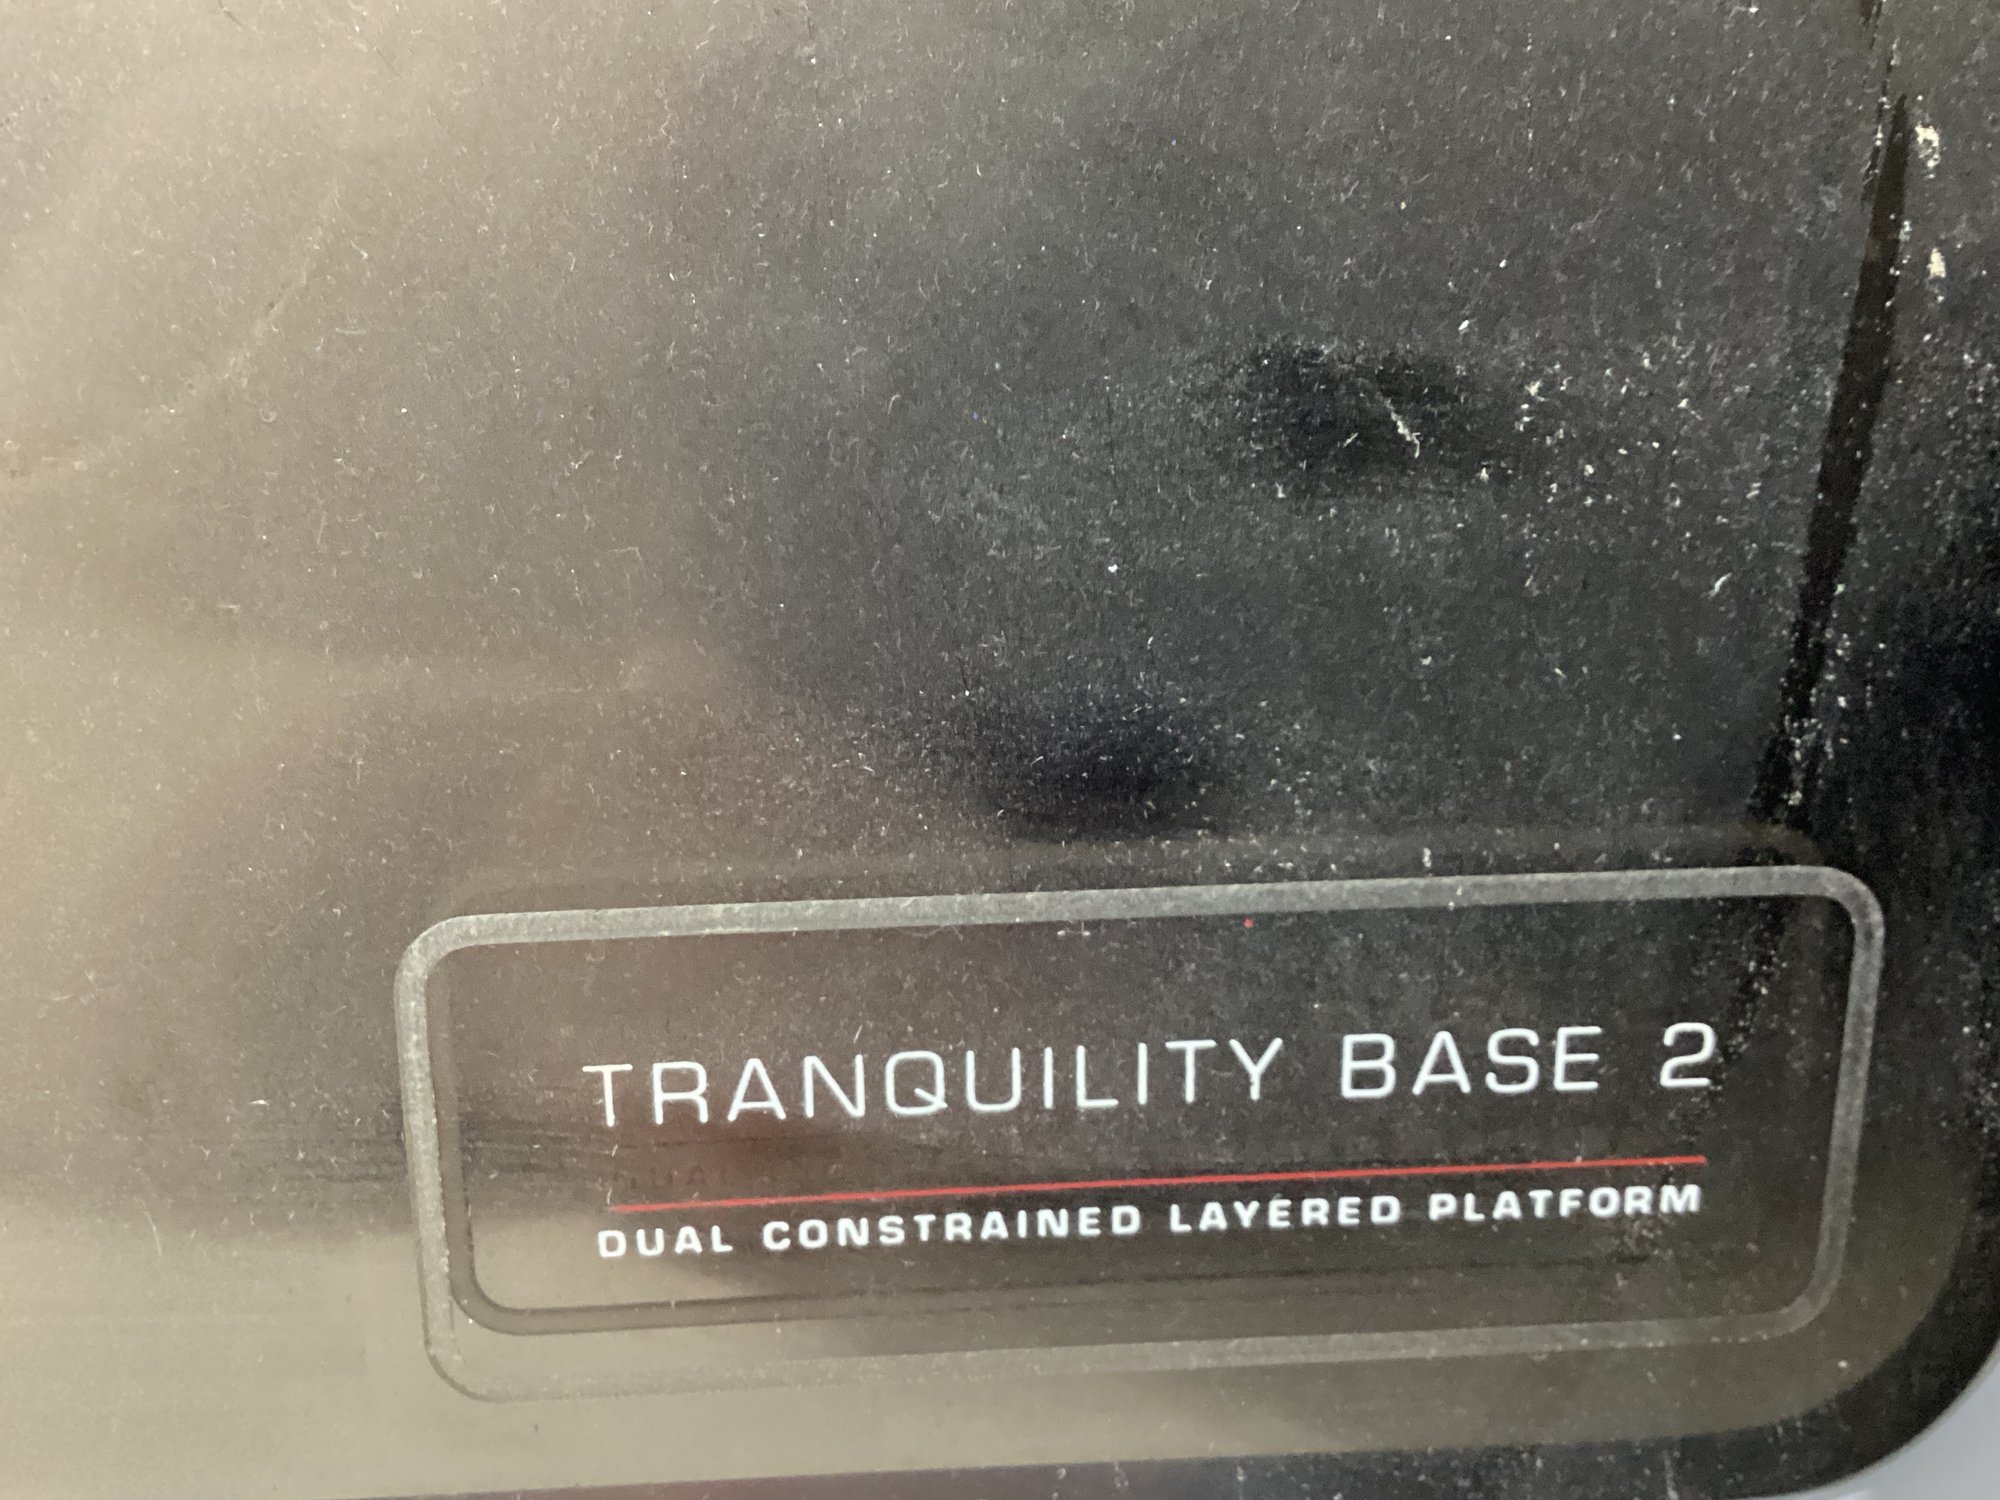 TRANQUILITY BASE 2
DUAL CONSTRAINED LAYERED PLATFORM